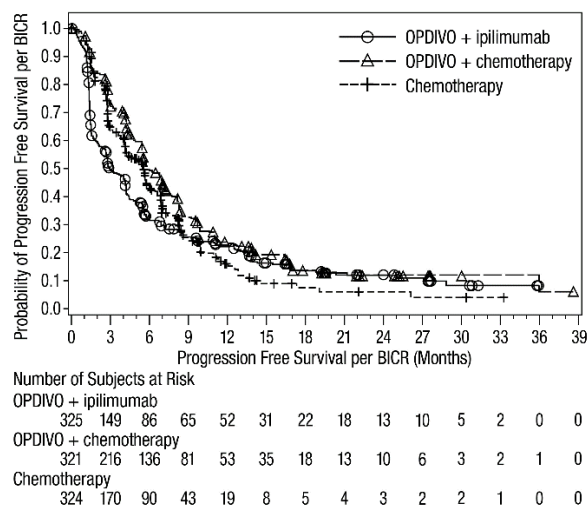 OPDIVO + ipilimumab
OPDIVO + chemotherapy
Chemotherapy
Probability of Progression Free Survival per BICR
1.0
0.9
0.8
0.7
0.6
0.5
0.4
0.3
0.2
0.1
0.0
0 3 6 9 12 15 18 21 24 27 30 33 36 39
Progression Free Survival per BICR (Months)
Number of Subjects at Risk
OPDIVO + ipilimumab
325 149 86 65 52 31 22 18 13 10 5 2 0 0
OPDIVO + chemotherapy
321 216 136 81 53 35 18 13 10 6 3 2 1 0
Chemotherapy
324 170 90 43 19 8 5 4 3 2 2 1 0 0